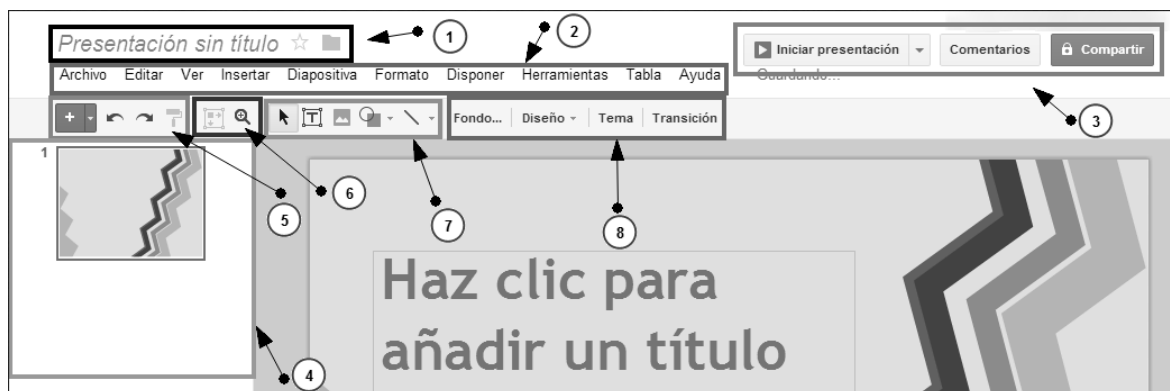 Presentación sin título
1
2
Iniciar presentación Comentarios Compartir
Archivo Editar Ver Insertar Diapositiva Formato Disponer Herramientas Tabla Ayuda
Guardando...
+ T Fondo... Diseño Tema Transición
3
1
5
6
7
8
Haz clic para
añadir un título
4